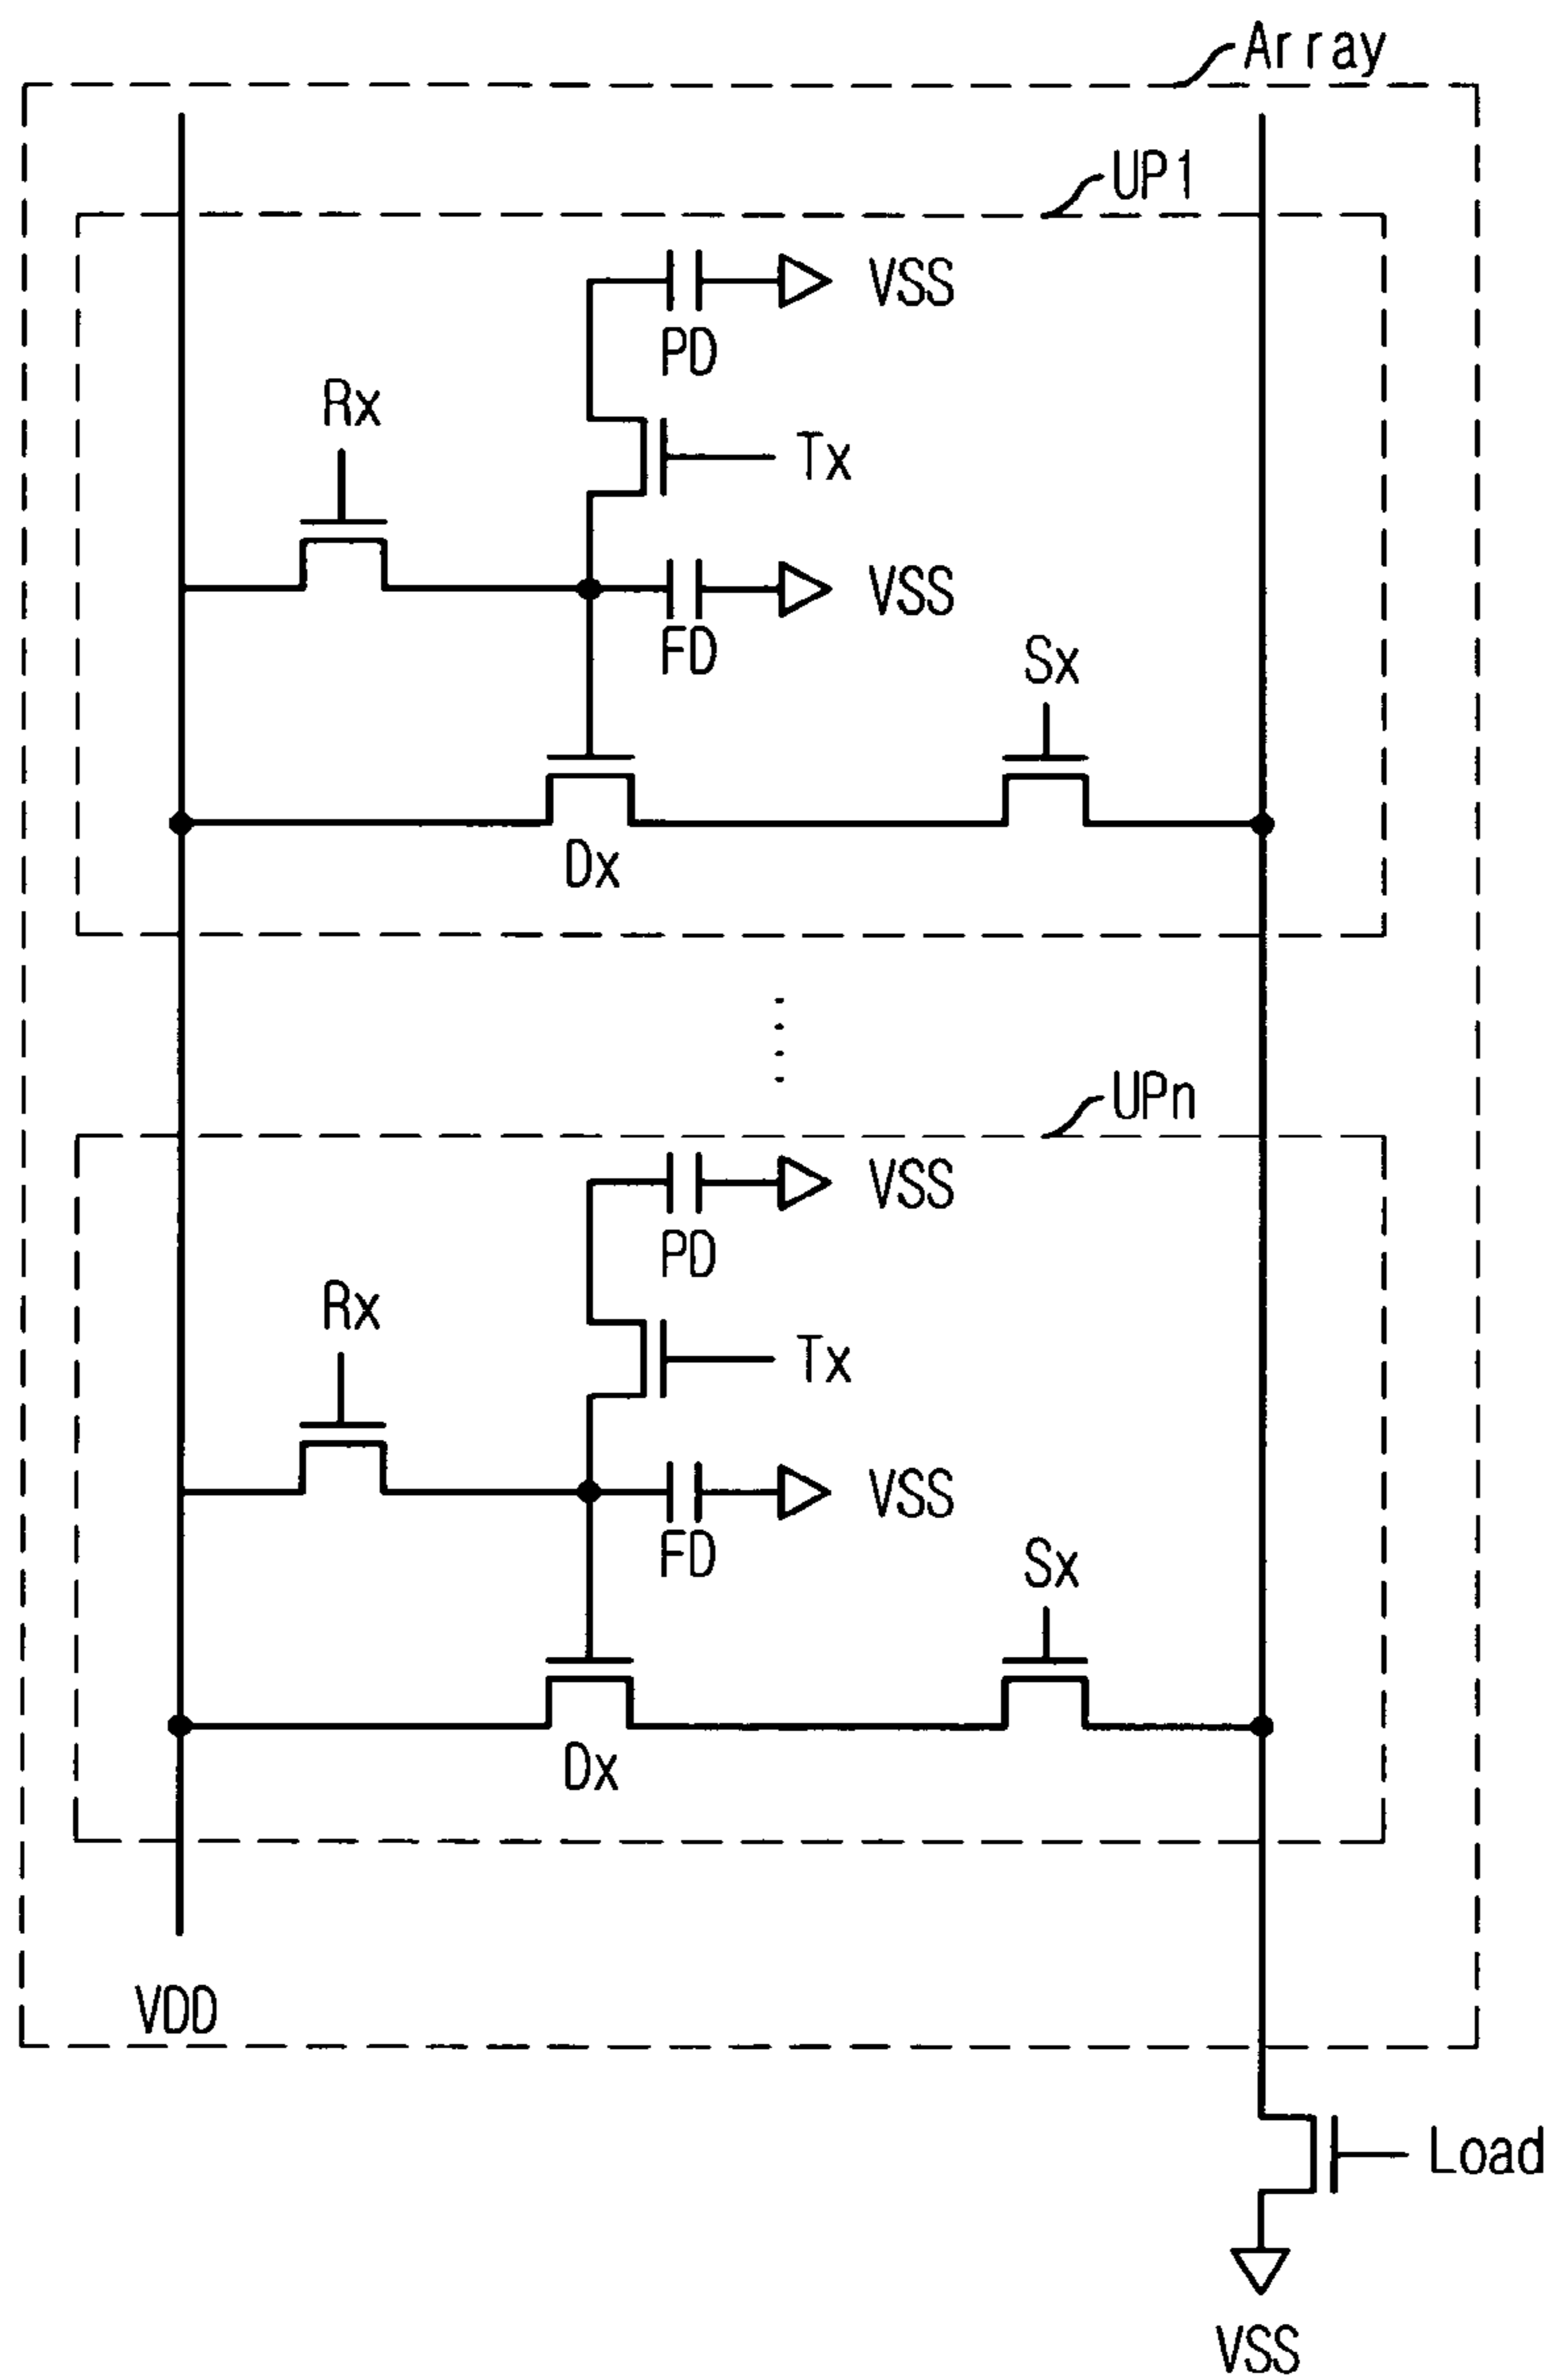 Array
UP1
VSS
PD
Rx
Tx
VSS
FD
Sx
Dx
UPn
VSS
PD
Rx
Tx
VSS
FD
Sx
Dx
VDD
Load
VSS